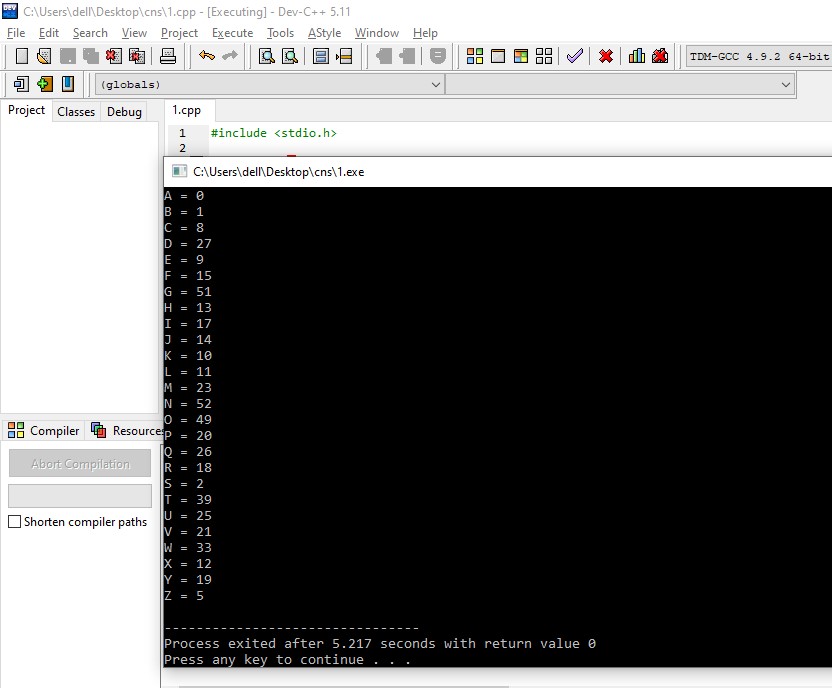 C:\Users\dell\Desktop\cns\1.cpp - [Executing] - Dev-C++ 5.11
File Edit Search View Project Execute Tools AStyle Window Help
TDM-GCC 4.9.2 64-bit
(globals)
Project Classes Debug
1.cpp
1 #include <stdio.h>
2
C:\Users\dell\Desktop\cns\1.exe
A = 0
B = 1
C = 8
D = 27
E = 9
F = 15
G = 51
H = 13
I = 17
J = 14
K = 10
L = 11
M = 23
N = 52
O = 49
P = 20
Q = 26
R = 18
S = 2
T = 39
U = 25
V = 21
W = 33
X = 12
Y = 19
Z = 5
--------------------------------
Process exited after 5.217 seconds with return value 0
Press any key to continue . . .
Compiler Resources
Abort Compilation
Shorten compiler paths